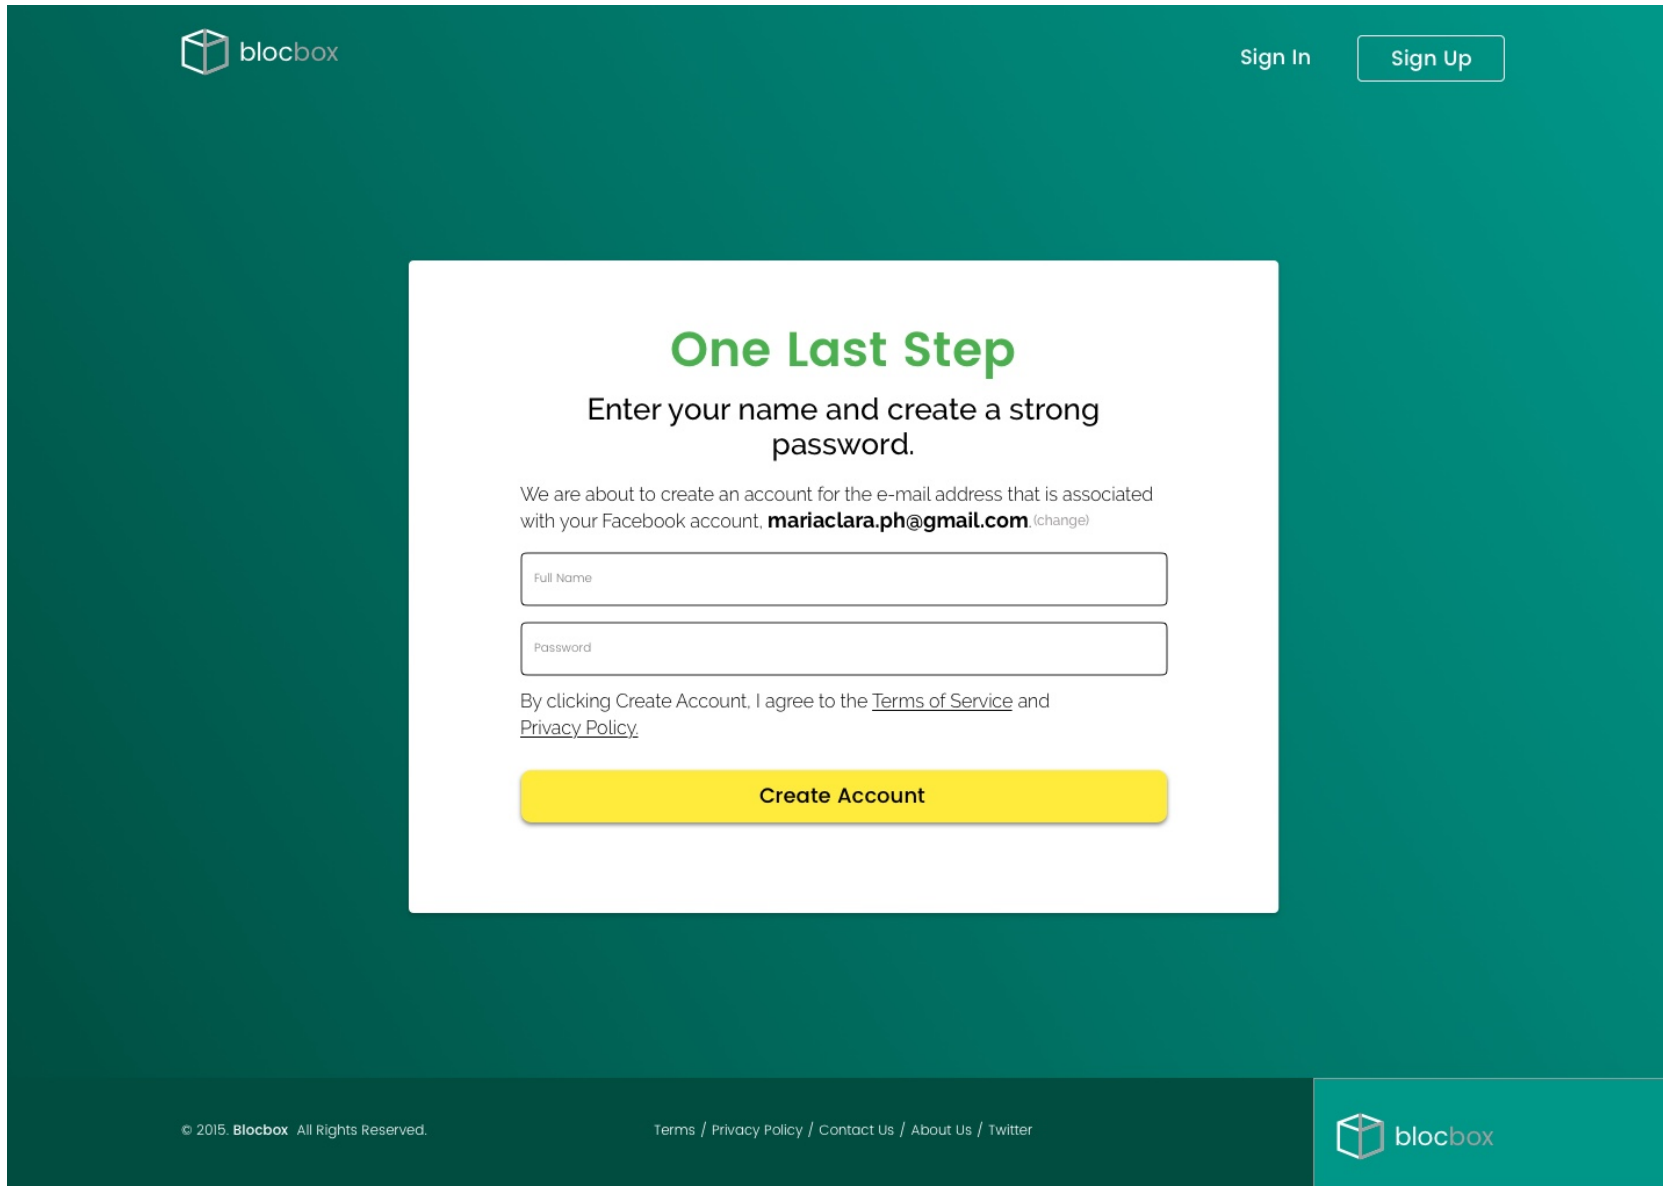 blocbox
Sign In
Sign Up
One Last Step
Enter your name and create a strong
password.
We are about to create an account for the e-mail address that is associated
with your Facebook account, mariaclara.ph@gmail.com. (change)
Full Name
Password
By clicking Create Account, I agree to the Terms of Service and
Privacy Policy.
Create Account
© 2015. Blocbox All Rights Reserved.
Terms / Privacy Policy / Contact Us / About Us / Twitter
blocbox